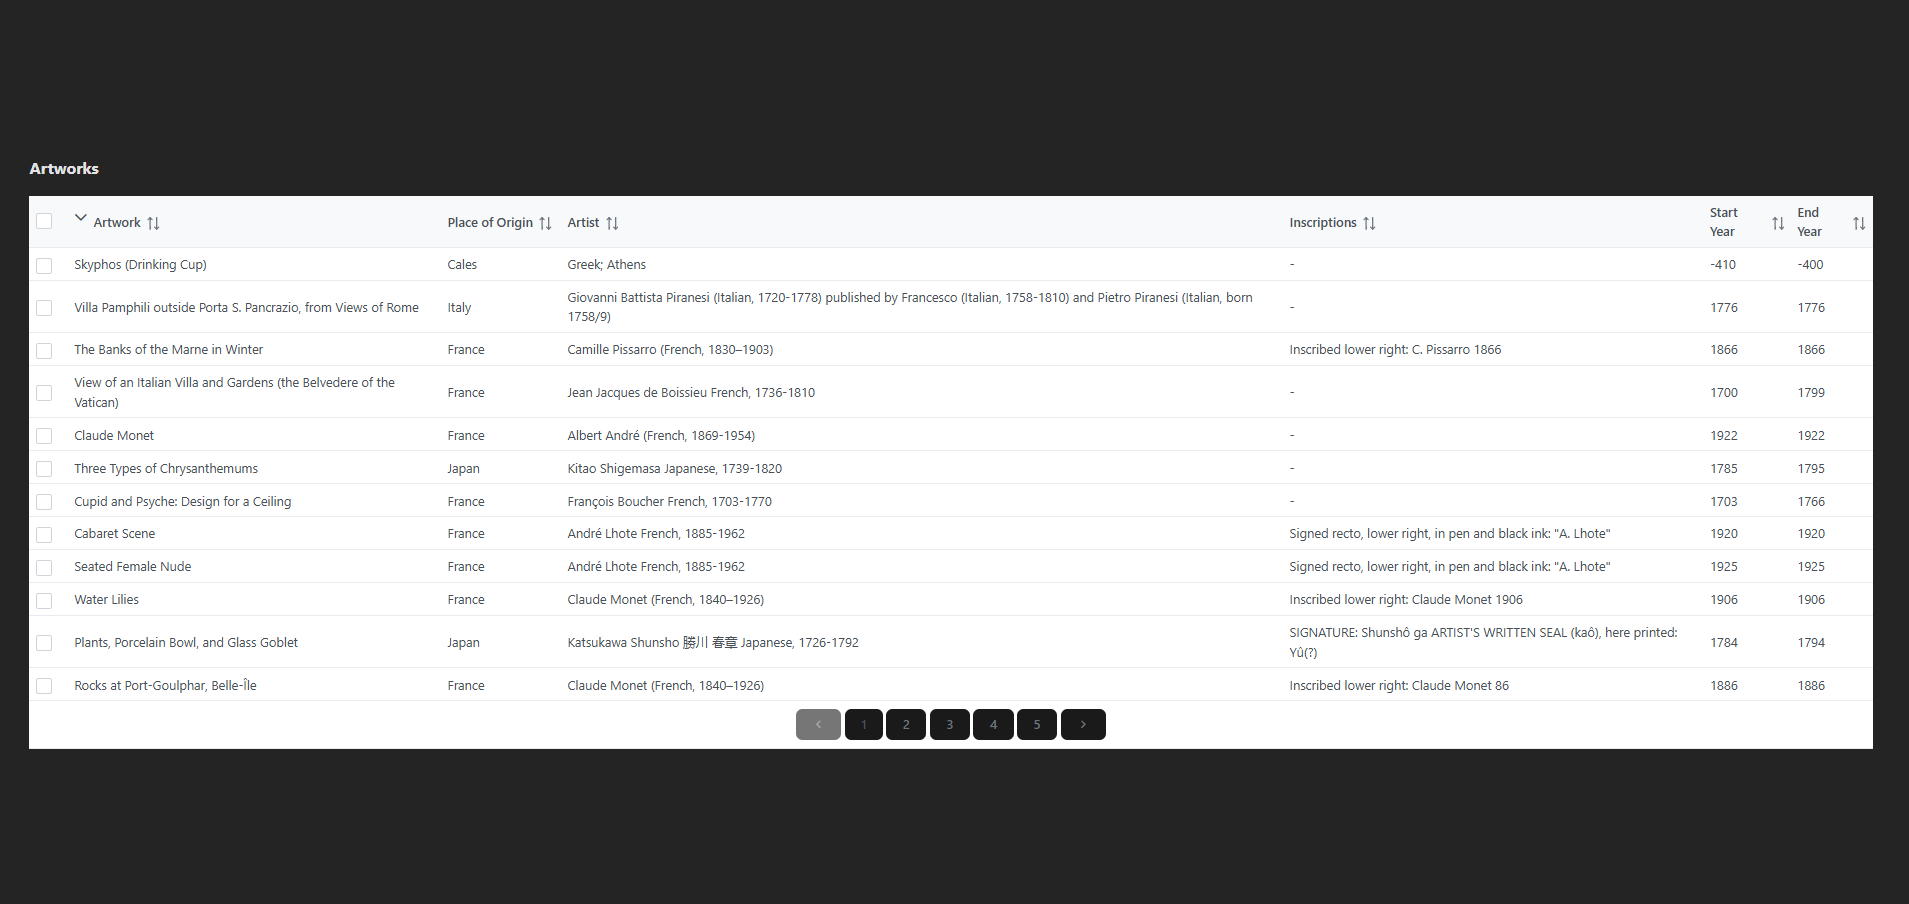 Artworks
Artwork Place of Origin Artist Inscriptions Start Year End Year
Skyphos (Drinking Cup) Cales Greek; Athens - -410 -400
Villa Pamphili outside Porta S. Pancrazio, from Views of Rome Italy Giovanni Battista Piranesi (Italian, 1720-1778) published by Francesco (Italian, 1758-1810) and Pietro Piranesi (Italian, born 1758/9) - 1776 1776
The Banks of the Marne in Winter France Camille Pissarro (French, 1830–1903) Inscribed lower right: C. Pissarro 1866 1866 1866
View of an Italian Villa and Gardens (the Belvedere of the Vatican) France Jean Jacques de Boissieu French, 1736-1810 - 1700 1799
Claude Monet France Albert André (French, 1869-1954) - 1922 1922
Three Types of Chrysanthemums Japan Kitao Shigemasa Japanese, 1739-1820 - 1785 1795
Cupid and Psyche: Design for a Ceiling France François Boucher French, 1703-1770 - 1703 1766
Cabaret Scene France André Lhote French, 1885-1962 Signed recto, lower right, in pen and black ink: "A. Lhote" 1920 1920
Seated Female Nude France André Lhote French, 1885-1962 Signed recto, lower right, in pen and black ink: "A. Lhote" 1925 1925
Water Lilies France Claude Monet (French, 1840–1926) Inscribed lower right: Claude Monet 1906 1906 1906
Plants, Porcelain Bowl, and Glass Goblet Japan Katsukawa Shunsho 勝川 春章 Japanese, 1726-1792 SIGNATURE: Shunshô ga ARTIST'S WRITTEN SEAL (kaô), here printed: Yû(?) 1784 1794
Rocks at Port-Goulphar, Belle-Île France Claude Monet (French, 1840–1926) Inscribed lower right: Claude Monet 86 1886 1886
1 2 3 4 5